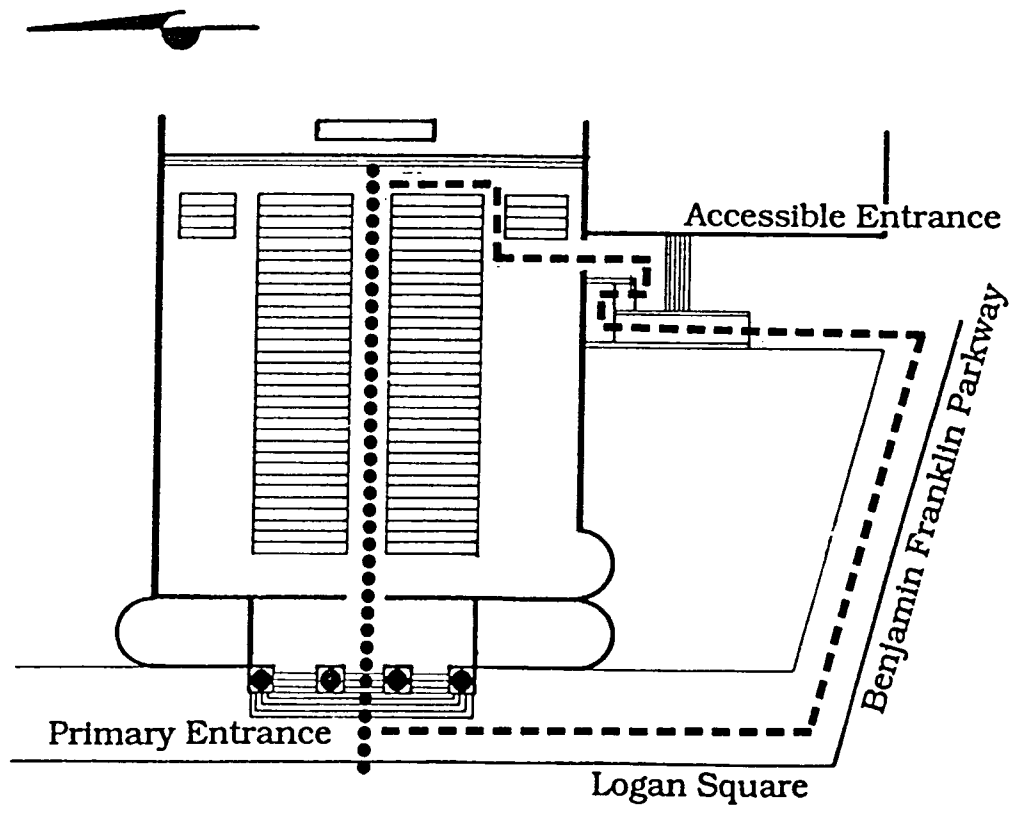 Accessible Entrance
Benjamin Franklin Parkway
Primary Entrance
Logan Square